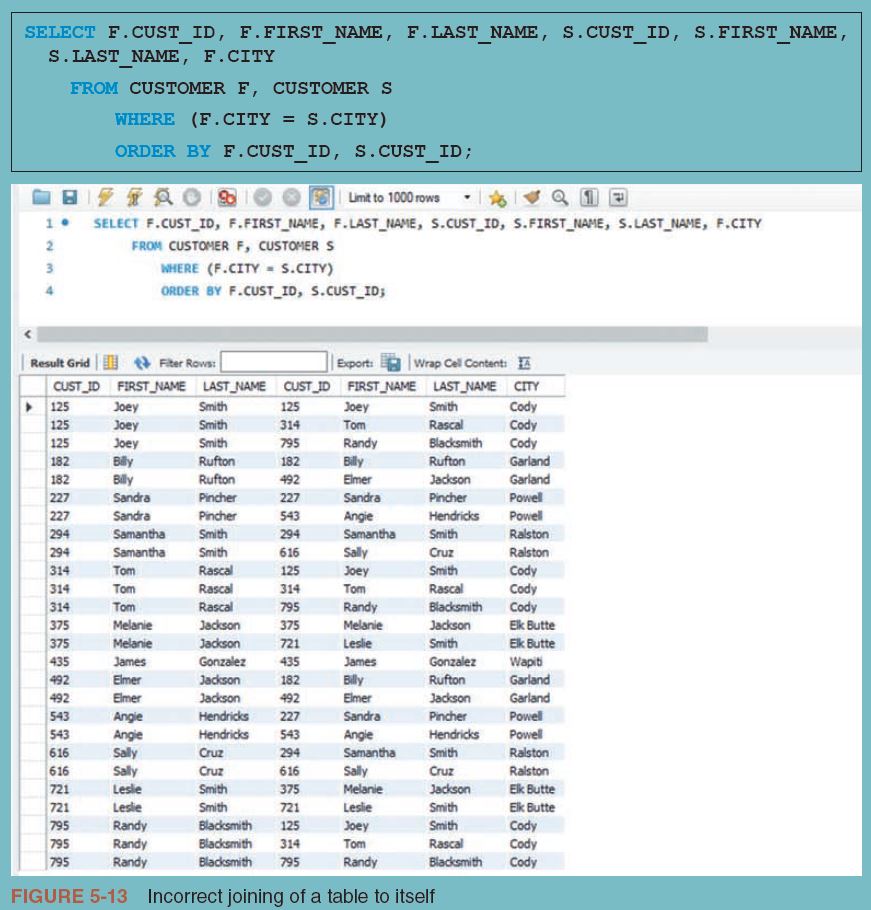 SELECT F.CUST_ID, F.FIRST_NAME, F.LAST_NAME, S.CUST_ID, S.FIRST_NAME,
S.LAST_NAME, F.CITY
FROM CUSTOMER F, CUSTOMER S
WHERE (F.CITY = S.CITY)
ORDER BY F.CUST_ID, S.CUST_ID;
Limit to 1000 rows
1 SELECT F.CUST_ID, F.FIRST_NAME, F.LAST_NAME, S.CUST_ID, S.FIRST_NAME, S.LAST_NAME, F.CITY
2 FROM CUSTOMER F, CUSTOMER S
3 WHERE (F.CITY = S.CITY)
4 ORDER BY F.CUST_ID, S.CUST_ID;
Result Grid Filter Rows: Export: Wrap Cell Content:
CUST_ID FIRST_NAME LAST_NAME CUST_ID FIRST_NAME LAST_NAME CITY
125 Joey Smith 125 Joey Smith Cody
125 Joey Smith 314 Tom Rascal Cody
125 Joey Smith 795 Randy Blacksmith Cody
182 Billy Rufton 182 Billy Rufton Garland
182 Billy Rufton 492 Elmer Jackson Garland
227 Sandra Pincher 227 Sandra Pincher Powell
227 Sandra Pincher 543 Angie Hendricks Powell
294 Samantha Smith 294 Samantha Smith Ralston
294 Samantha Smith 616 Sally Cruz Ralston
314 Tom Rascal 125 Joey Smith Cody
314 Tom Rascal 314 Tom Rascal Cody
314 Tom Rascal 795 Randy Blacksmith Cody
375 Melanie Jackson 375 Melanie Jackson Elk Butte
375 Melanie Jackson 721 Leslie Smith Elk Butte
435 James Gonzalez 435 James Gonzalez Wapiti
492 Elmer Jackson 182 Billy Rufton Garland
492 Elmer Jackson 492 Elmer Jackson Garland
543 Angie Hendricks 227 Sandra Pincher Powell
543 Angie Hendricks 543 Angie Hendricks Powell
616 Sally Cruz 294 Samantha Smith Ralston
616 Sally Cruz 616 Sally Cruz Ralston
721 Leslie Smith 375 Melanie Jackson Elk Butte
721 Leslie Smith 721 Leslie Smith Elk Butte
795 Randy Blacksmith 125 Joey Smith Cody
795 Randy Blacksmith 314 Tom Rascal Cody
795 Randy Blacksmith 795 Randy Blacksmith Cody
FIGURE 5-13 Incorrect joining of a table to itself